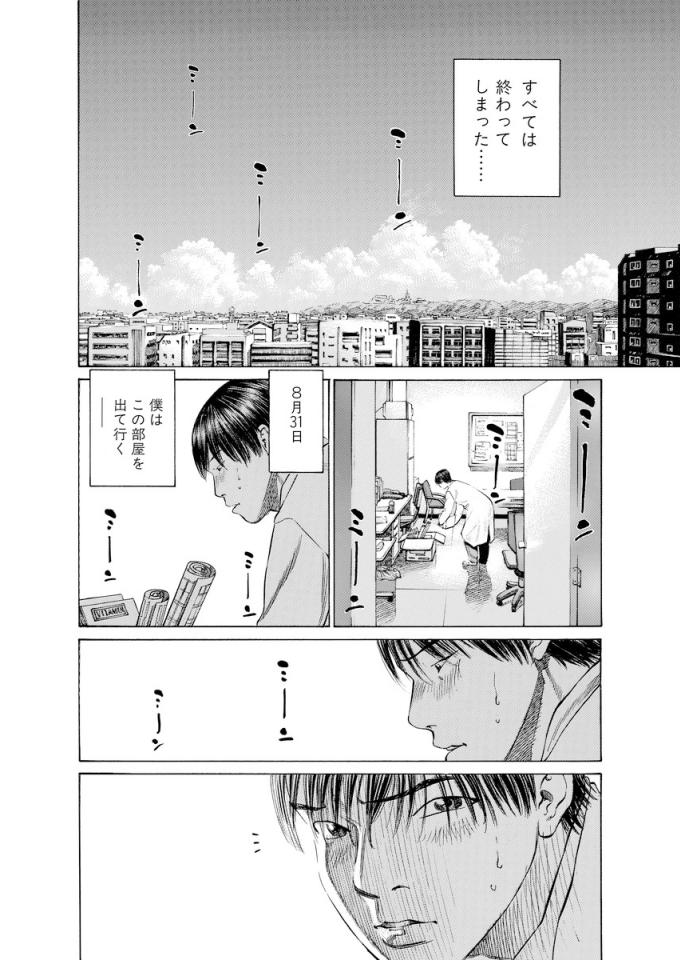 すべては
終わって
しまった……
ミーン
ミーン
ミーン
ミーン
8月31日
ミーン
ミーン
僕は
この部屋を
出て行く
――
ミーン
ミーン
ミーン
ミーン